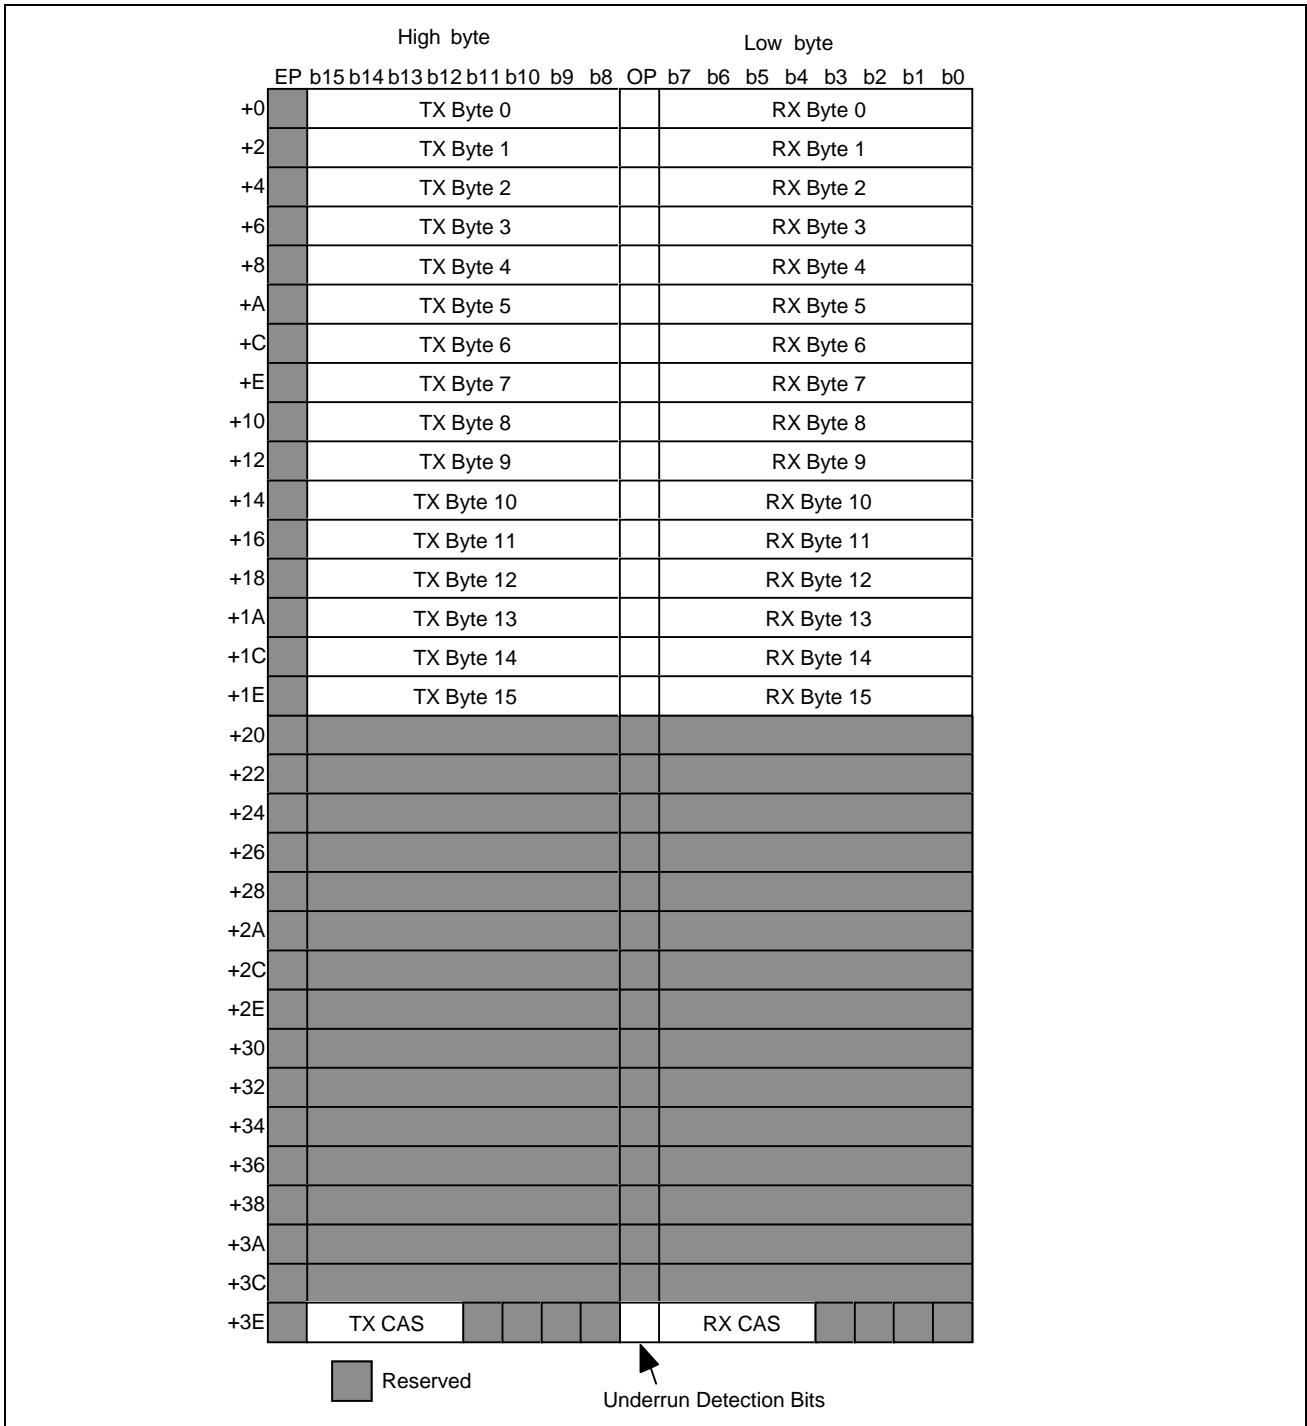 High byte Low byte
EP b15 b14 b13 b12 b11 b10 b9 b8 OP b7 b6 b5 b4 b3 b2 b1 b0
+0 TX Byte 0 RX Byte 0
+2 TX Byte 1 RX Byte 1
+4 TX Byte 2 RX Byte 2
+6 TX Byte 3 RX Byte 3
+8 TX Byte 4 RX Byte 4
+A TX Byte 5 RX Byte 5
+C TX Byte 6 RX Byte 6
+E TX Byte 7 RX Byte 7
+10 TX Byte 8 RX Byte 8
+12 TX Byte 9 RX Byte 9
+14 TX Byte 10 RX Byte 10
+16 TX Byte 11 RX Byte 11
+18 TX Byte 12 RX Byte 12
+1A TX Byte 13 RX Byte 13
+1C TX Byte 14 RX Byte 14
+1E TX Byte 15 RX Byte 15
+20
+22
+24
+26
+28
+2A
+2C
+2E
+30
+32
+34
+36
+38
+3A
+3C
+3E TX CAS RX CAS
Reserved
Underrun Detection Bits